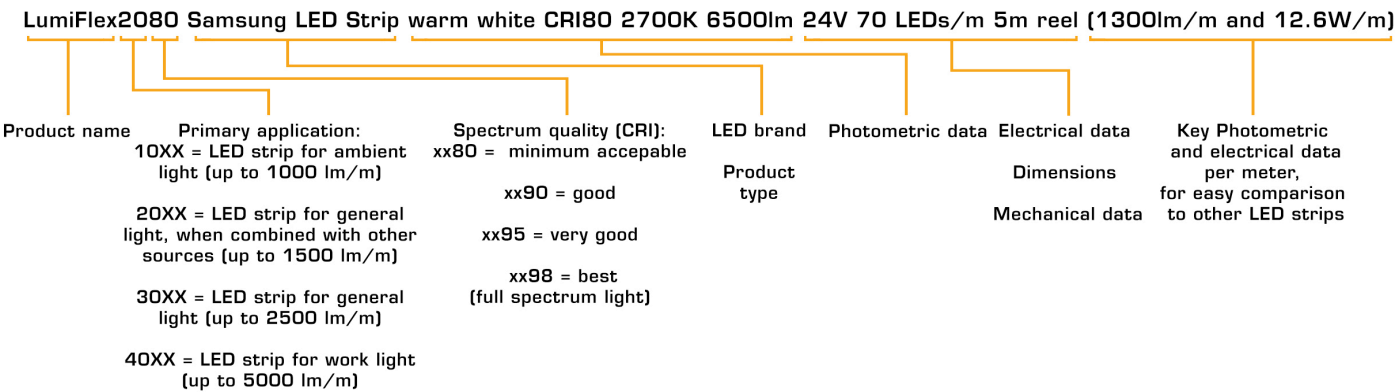 LumiFlex2080 Samsung LED Strip warm white CRI80 2700K 6500lm 24V 70 LEDs/m 5m reel (1300lm/m and 12.6W/m)
Product name
Primary application:
10XX = LED strip for ambient
light (up to 1000 lm/m)
20XX = LED strip for general
light, when combined with other
sources (up to 1500 lm/m)
30XX = LED strip for general
light (up to 2500 lm/m)
40XX = LED strip for work light
(up to 5000 lm/m)
Spectrum quality (CRI):
xx80 = minimum accepable
xx90 = good
xx95 = very good
xx98 = best
(full spectrum light)
LED brand
Product
type
Photometric data
Electrical data
Dimensions
Mechanical data
Key Photometric
and electrical data
per meter,
for easy comparison
to other LED strips